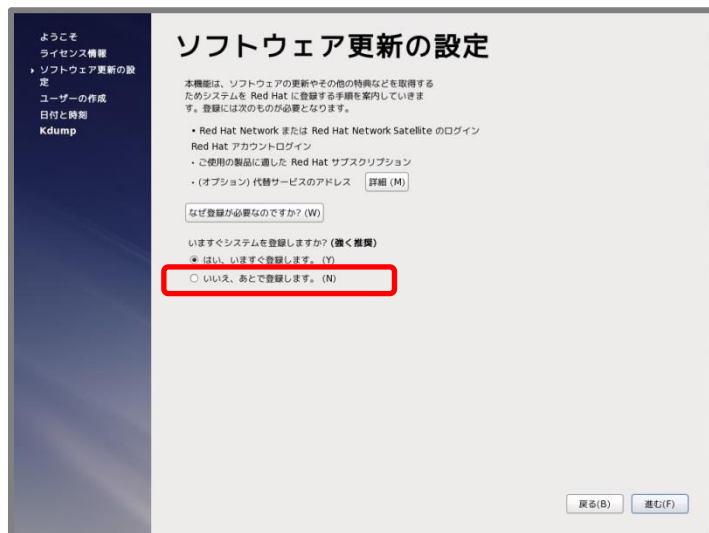 ようこそ
ライセンス情報
ソフトウェア更新の設
定
ユーザーの作成
日付と時刻
Kdump
ソフトウェア更新の設定
本機能は、ソフトウェアの更新やその他の特典などを取得する
ためシステムを Red Hat に登録する手順を案内していきま
す。登録には次のものが必要となります。
• Red Hat Network または Red Hat Network Satellite のログイン
Red Hat アカウントログイン
・ご使用の製品に適した Red Hat サブスクリプション
・(オプション) 代替サービスのアドレス 詳細 (M)
なぜ登録が必要なのですか? (W)
いますぐシステムを登録しますか? (強く推奨)
はい、いますぐ登録します。 (Y)
いいえ、あとで登録します。 (N)
戻る(B) 進む(F)